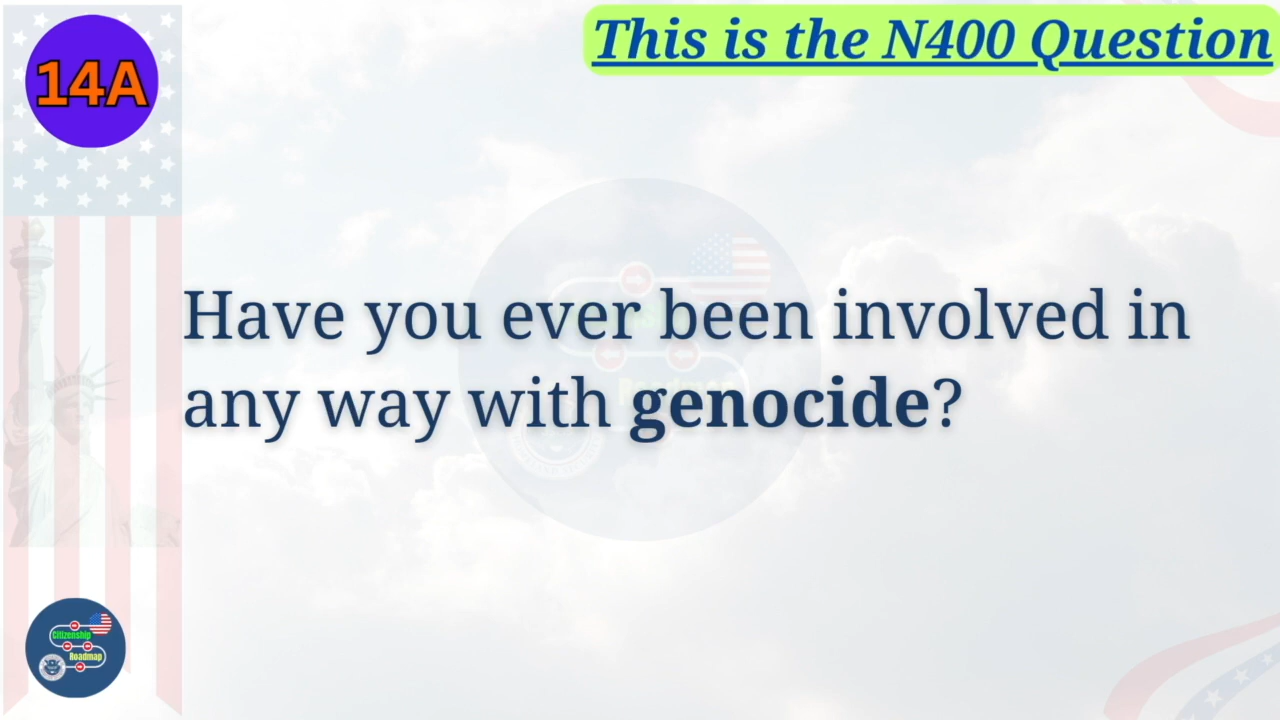 14A
This is the N400 Question
Have you ever been involved in
any way with genocide?
Citizenship
Roadmap